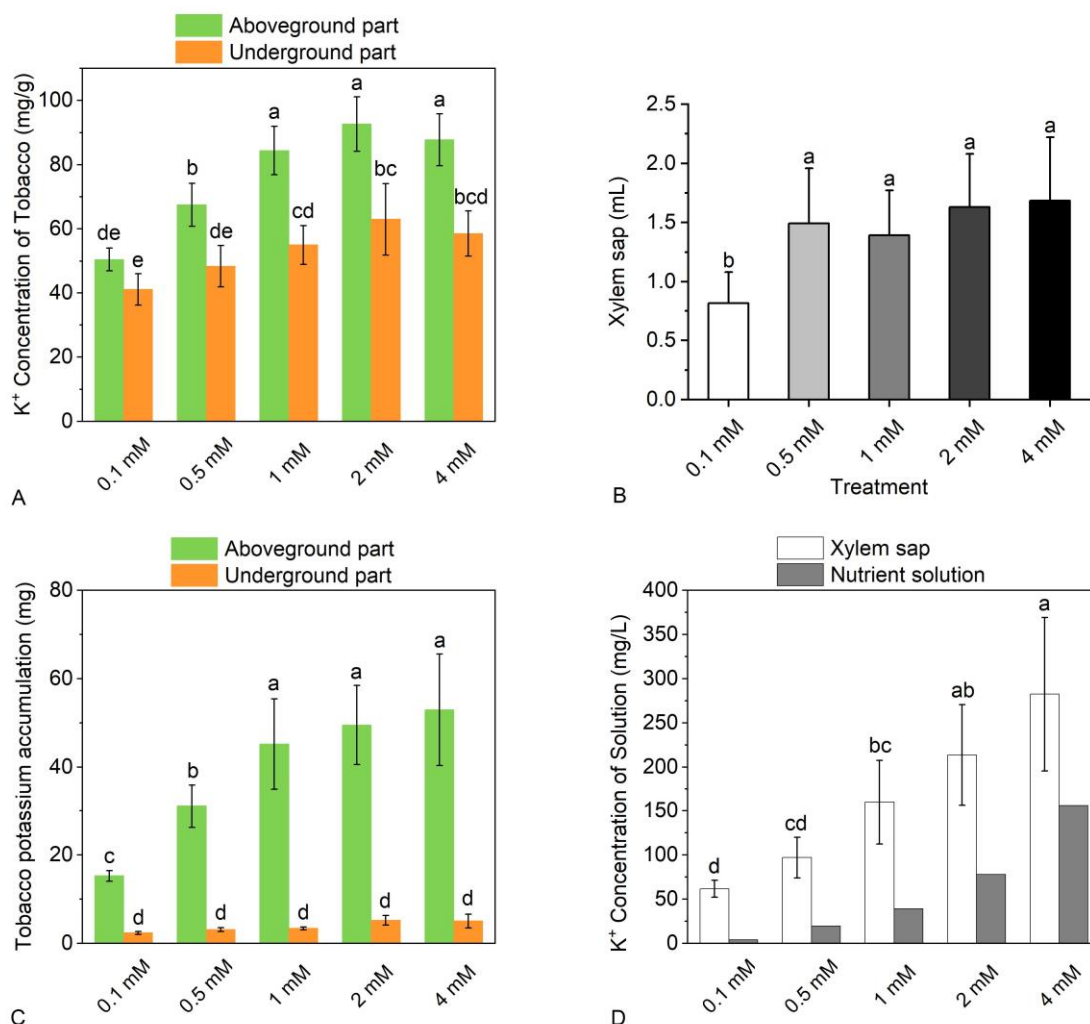 Aboveground part
Underground part
K⁺ Concentration of Tobacco (mg/g)
100
80
60
40
20
0
de
e
b
de
a
cd
a
bc
a
bcd
0.1 mM
0.5 mM
1 mM
2 mM
4 mM
A
Xylem sap (mL)
2.5
2.0
1.5
1.0
0.5
0.0
b
a
a
a
a
0.1 mM
0.5 mM
1 mM
2 mM
4 mM
Treatment
B
Aboveground part
Underground part
Tobacco potassium accumulation (mg)
80
60
40
20
0
c
d
b
d
a
d
a
d
a
d
0.1 mM
0.5 mM
1 mM
2 mM
4 mM
C
Xylem sap
Nutrient solution
K⁺ Concentration of Solution (mg/L)
400
350
300
250
200
150
100
50
0
d
cd
bc
ab
a
0.1 mM
0.5 mM
1 mM
2 mM
4 mM
D